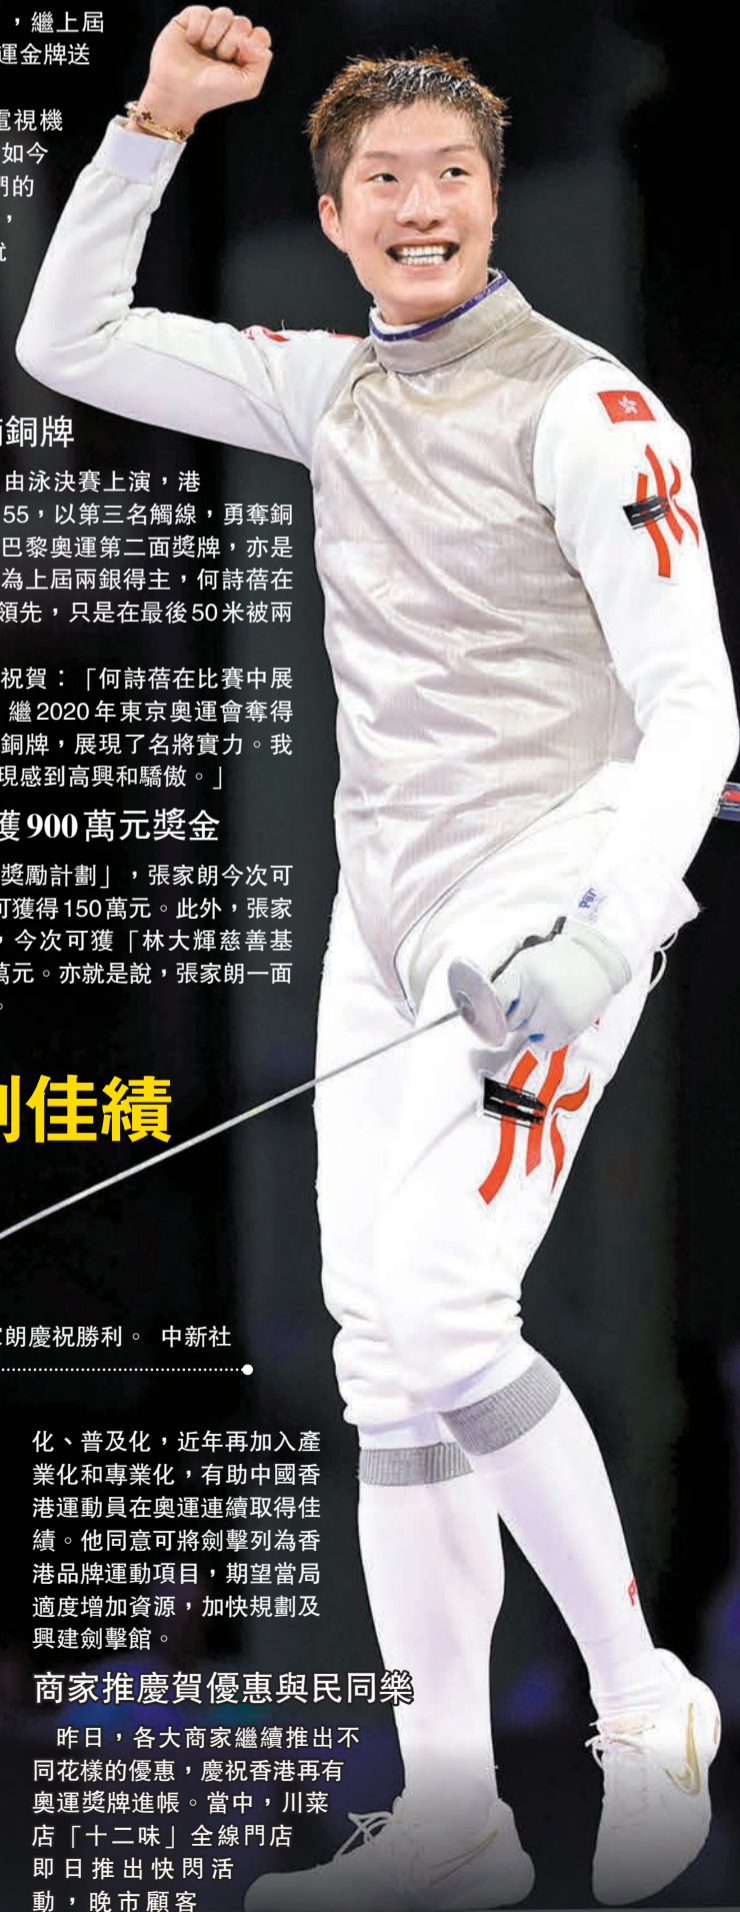 ，繼上屆
運金牌送
電視機
如今
們的
，
銅牌
由泳決賽上演，港
55，以第三名觸線，勇奪銅
巴黎奧運第二面獎牌，亦是
為上屆兩銀得主，何詩蓓在
領先，只是在最後50米被兩
祝賀：「何詩蓓在比賽中展
繼2020年東京奧運會奪得
銅牌，展現了名將實力。我
現感到高興和驕傲。」
獲900萬元獎金
獎勵計劃」，張家朗今次可
可獲得150萬元。此外，張家
，今次可獲「林大輝慈善基
萬元。亦就是說，張家朗一面
。
創佳績
家朗慶祝勝利。 中新社
化、普及化，近年再加入產
業化和專業化，有助中國香
港運動員在奧運連續取得佳
績。他同意可將劍擊列為香
港品牌運動項目，期望當局
適度增加資源，加快規劃及
興建劍擊館。
商家推慶賀優惠與民同樂
昨日，各大商家繼續推出不
同花樣的優惠，慶祝香港再有
奧運獎牌進帳。當中，川菜
店「十二味」全線門店
即日推出快閃活
動，晚市顧客